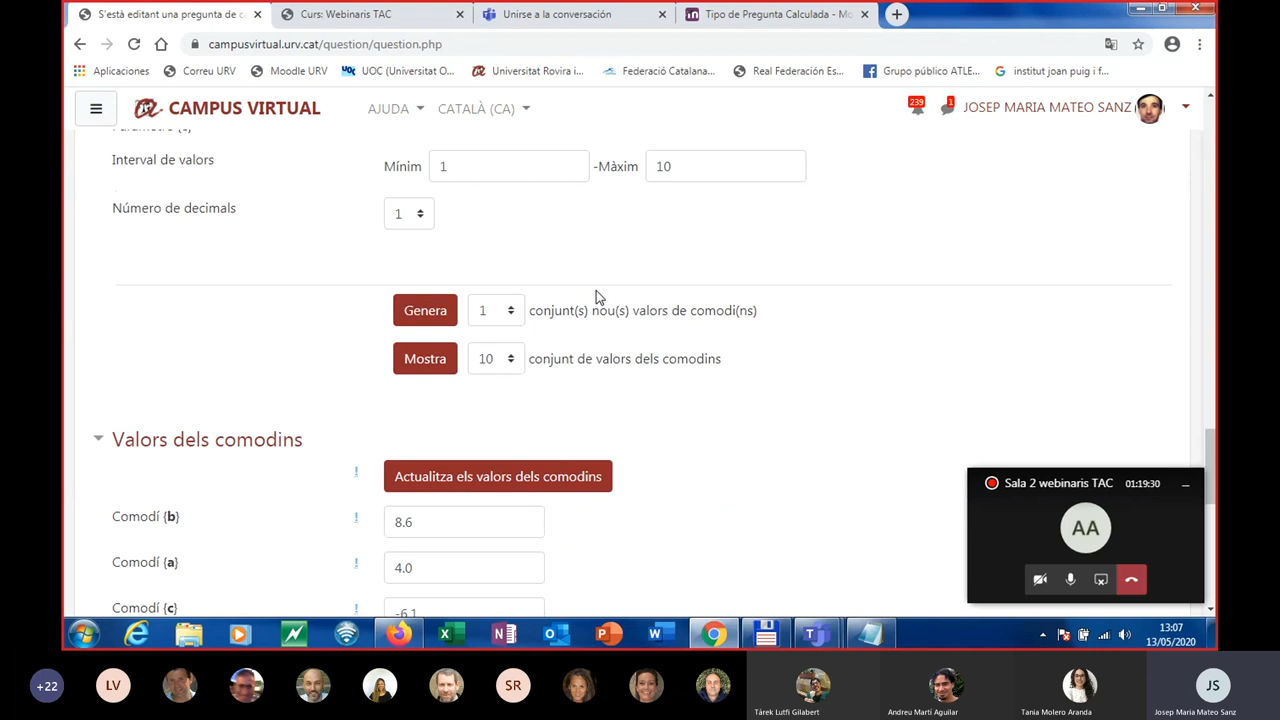 S'està editant una pregunta de c
Curs: Webinaris TAC
Unirse a la conversación
Tipo de Pregunta Calculada - Mo
campusvirtual.urv.cat/question/question.php
Aplicaciones
Correu URV
Moodle URV
UOC (Universitat O...
Universitat Rovira i...
Federació Catalana...
Real Federación Es...
Grupo público ATLE...
institut joan puig i f...
CAMPUS VIRTUAL
AJUDA
CATALÀ (CA)
239
1
JOSEP MARIA MATEO SANZ
Interval de valors
Mínim 1 -Màxim 10
Número de decimals
1
Genera 1 conjunt(s) nou(s) valors de comodí(ns)
Mostra 10 conjunt de valors dels comodins
Valors dels comodins
! Actualitza els valors dels comodins
Comodí {b} ! 8.6
Comodí {a} ! 4.0
Comodí {c} ! -6.1
Sala 2 webinaris TAC 01:19:30
AA
13:07
13/05/2020
+22
LV
SR
JS
Tàrek Lutfi Gilabert
Andreu Martí Aguilar
Tania Molero Aranda
Josep Maria Mateo Sanz